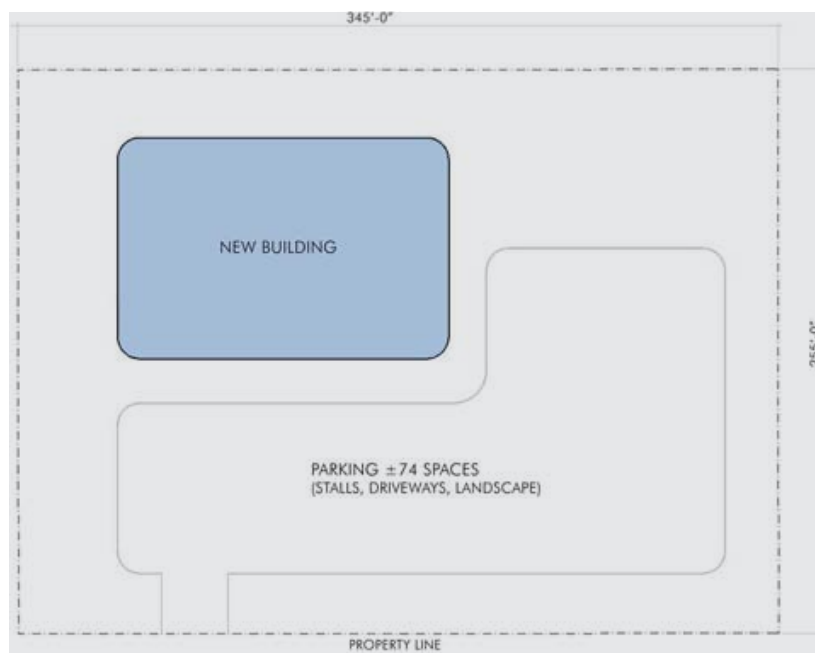 345'-0"
NEW BUILDING
PARKING ±74 SPACES
(STALLS, DRIVEWAYS, LANDSCAPE)
PROPERTY LINE